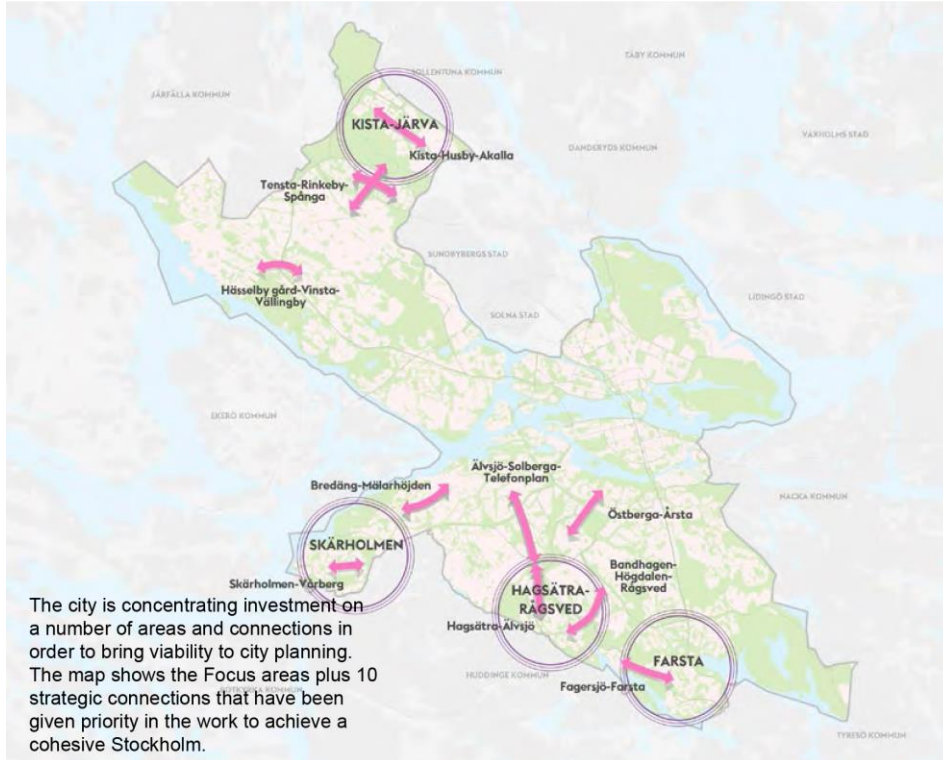 TÄBY KOMMUN
SOLLENTUNA KOMMUN
JÄRFÄLLA KOMMUN
KISTA-JÄRVA
VAXHOLMS STAD
DANDERYDS KOMMUN
Kista-Husby-Akalla
Tensta-Rinkeby-
Spånga
SUNDBYBERGS STAD
Hässelby gård-Vinsta-
Vällingby
LIDINGÖ STAD
SOLNA STAD
EKERÖ KOMMUN
Älvsjö-Solberga-
Telefonplan
Bredäng-Mälarhöjden
NACKA KOMMUN
Östberga-Årsta
SKÄRHOLMEN
Bandhagen-
Högdalen-
Rågsved
Skärholmen-Vårberg
HAGSÄTRA-
RÅGSVED
Hagsätra-Älvsjö
FARSTA
HUDDINGE KOMMUN
Fagersjö-Farsta
The city is concentrating investment on
a number of areas and connections in
order to bring viability to city planning.
The map shows the Focus areas plus 10
strategic connections that have been
given priority in the work to achieve a
cohesive Stockholm.
TYRESÖ KOMMUN